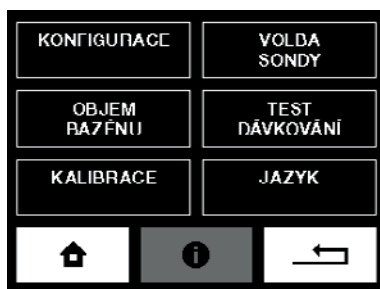 KONFIGURACE
VOLBA
SONDY
OBJEM
BAZÉNU
TEST
DÁVKOVÁNÍ
KALIBRACE
JAZYK